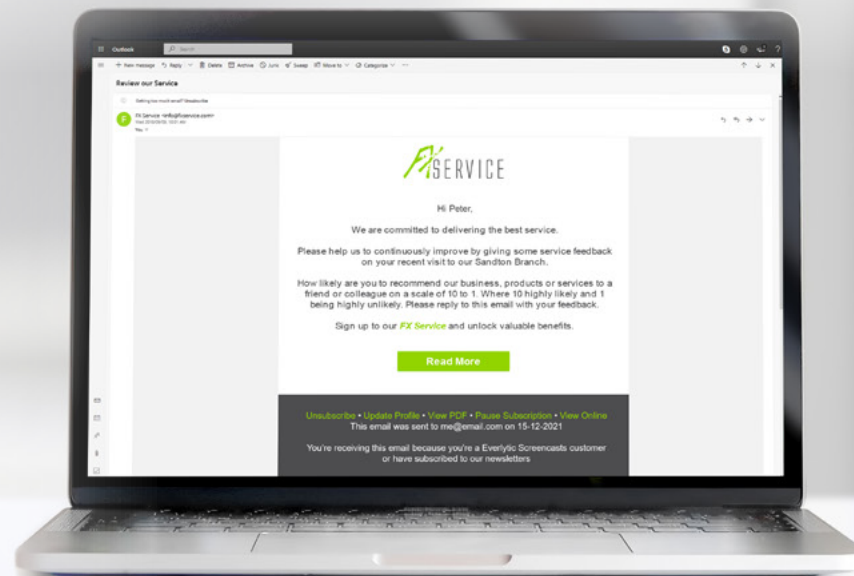 Outlook
Search
New message Reply Delete Archive Junk Sweep Move to Categorize
Review our Service
Getting too much email? Unsubscribe
F
FX Service <info@fxservice.com>
You
FXSERVICE
Hi Peter,
We are committed to delivering the best service.
Please help us to continuously improve by giving some service feedback
on your recent visit to our Sandton Branch.
How likely are you to recommend our business, products or services to a
friend or colleague on a scale of 10 to 1. Where 10 highly likely and 1
being highly unlikely. Please reply to this email with your feedback.
Sign up to our FX Service and unlock valuable benefits.
Read More
Unsubscribe • Update Profile • View PDF • Pause Subscription • View Online
This email was sent to me@email.com on 15-12-2021
You're receiving this email because you're a Everlytic Screencasts customer
or have subscribed to our newsletters